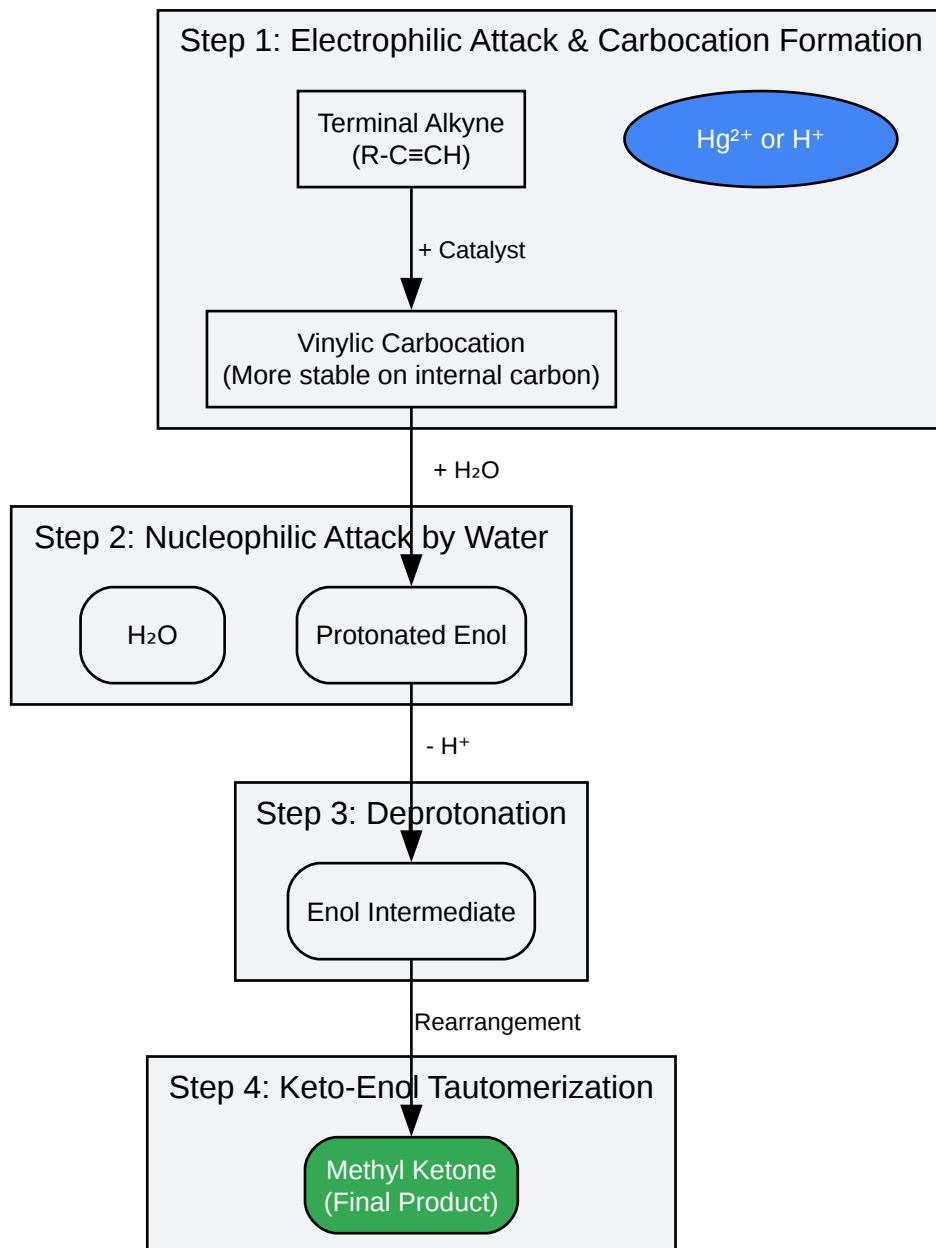 Step 1: Electrophilic Attack & Carbocation Formation
Terminal Alkyne
(R-C≡CH)
Hg²⁺ or H⁺
+ Catalyst
Vinylic Carbocation
(More stable on internal carbon)
+ H₂O
Step 2: Nucleophilic Attack by Water
H₂O
Protonated Enol
- H⁺
Step 3: Deprotonation
Enol Intermediate
Rearrangement
Step 4: Keto-Enol Tautomerization
Methyl Ketone
(Final Product)